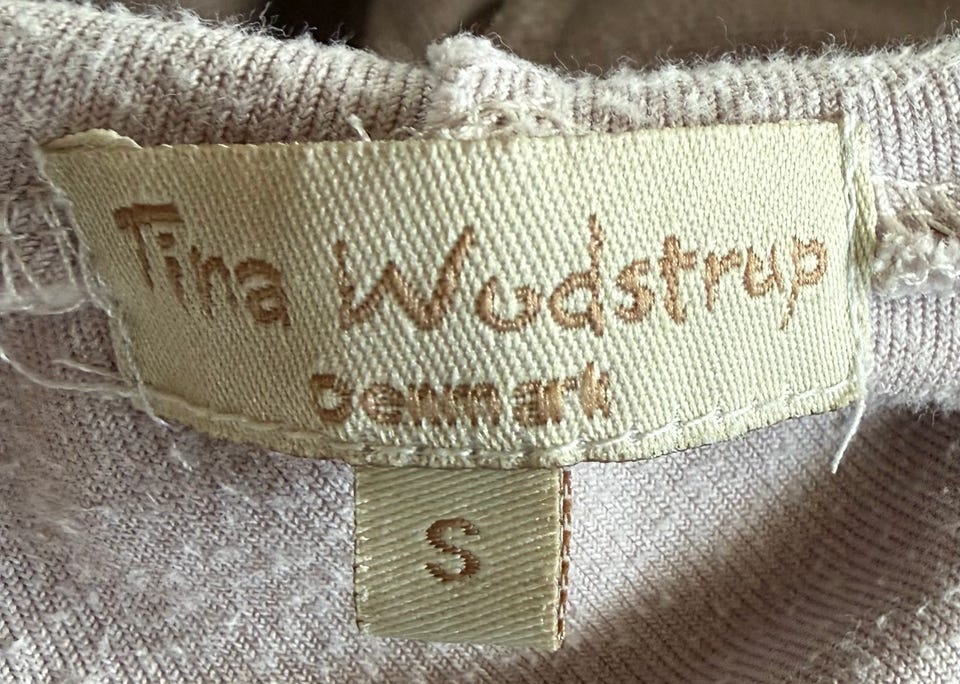 Tina Wodstrup
Denmark
S